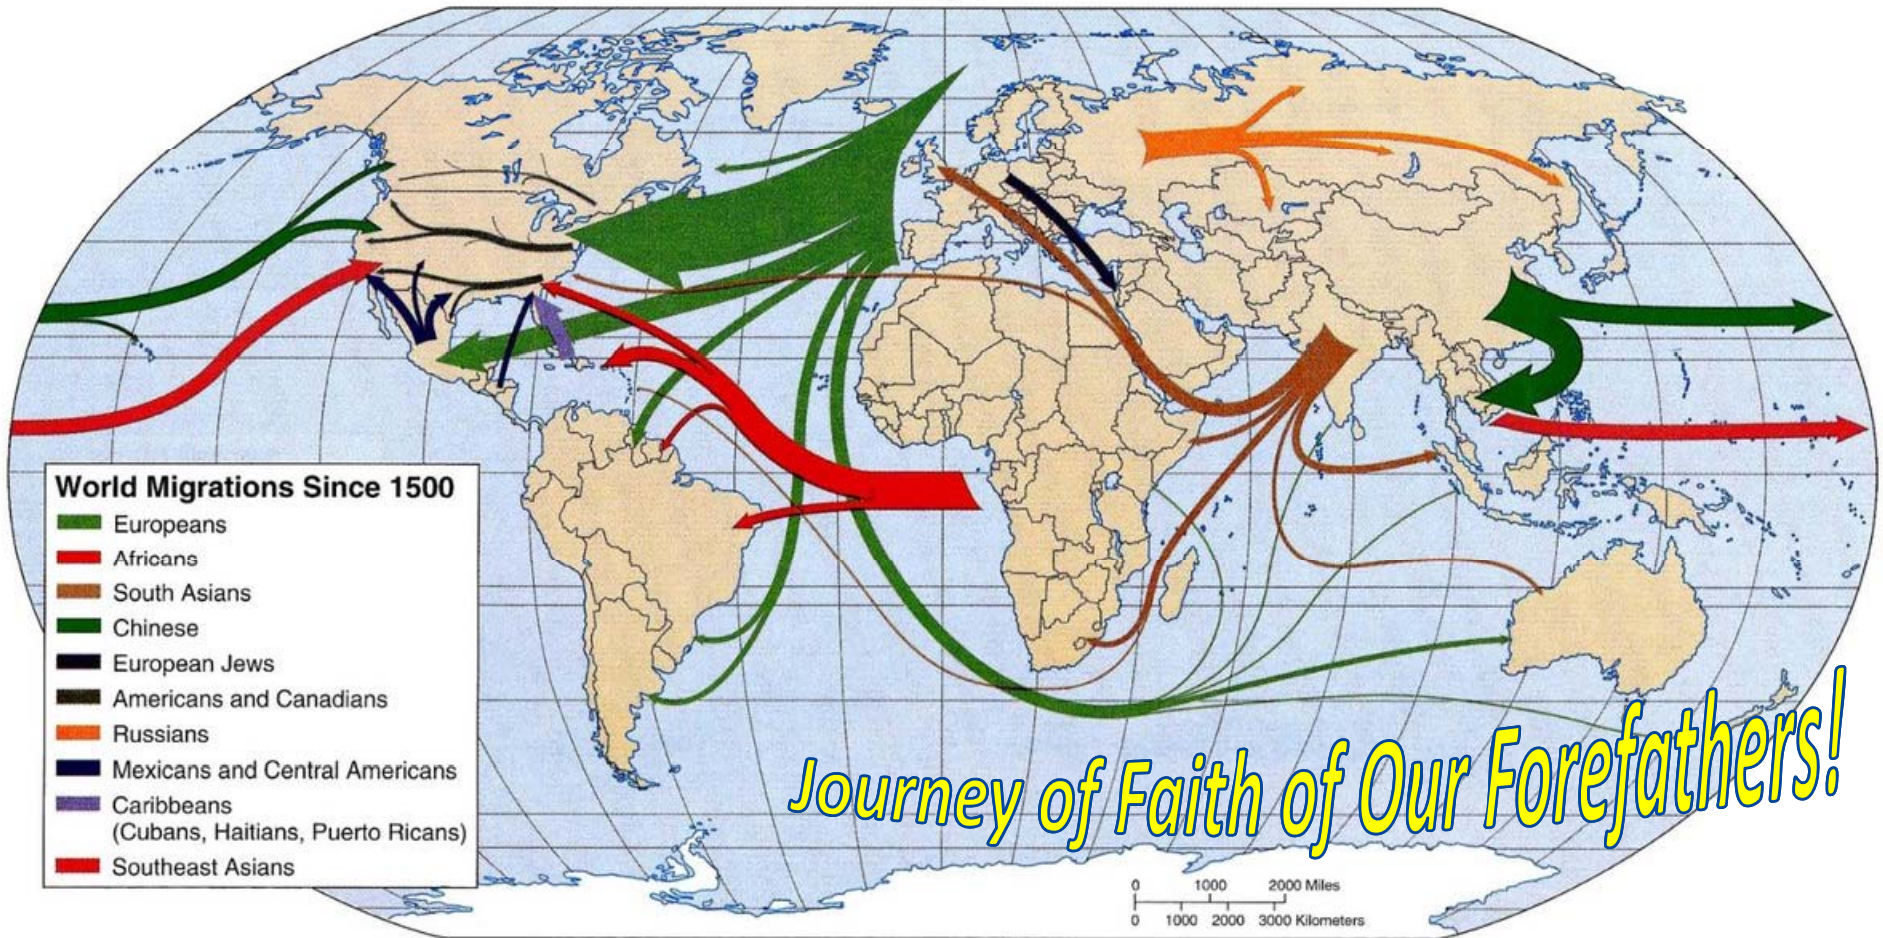 World Migrations Since 1500
Europeans
Africans
South Asians
Chinese
European Jews
Americans and Canadians
Russians
Mexicans and Central Americans
Caribbeans
(Cubans, Haitians, Puerto Ricans)
Southeast Asians
Journey of Faith of Our Forefathers!
0 1000 2000 Miles
0 1000 2000 3000 Kilometers